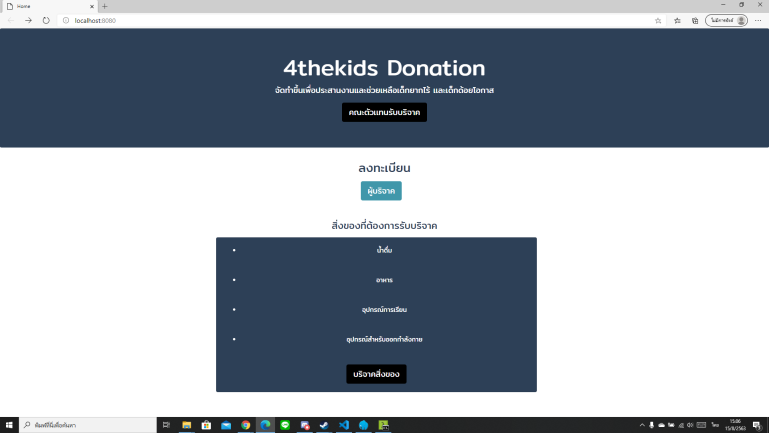 Home
localhost:8080
ไม่มีการซิงค์
4thekids Donation
จัดทำขึ้นเพื่อประสานงานและช่วยเหลือเด็กยากไร้ และเด็กด้อยโอกาส
คณะตัวแทนรับบริจาค
ลงทะเบียน
ผู้บริจาค
สิ่งของที่ต้องการรับบริจาค
น้ำดื่ม
อาหาร
อุปกรณ์การเรียน
อุปกรณ์สำหรับออกกำลังกาย
บริจาคสิ่งของ
พิมพ์ที่นี่เพื่อค้นหา
ไทย
15:06
15/8/2563